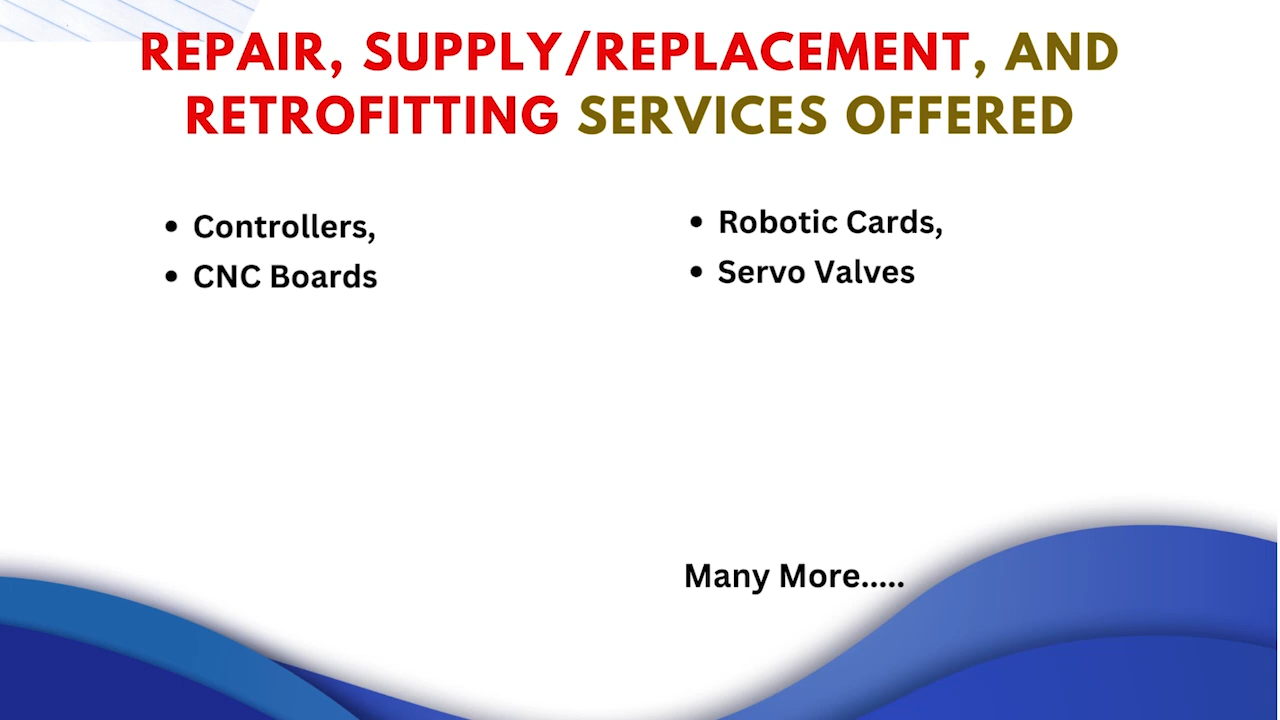 REPAIR, SUPPLY/REPLACEMENT, AND
RETROFITTING SERVICES OFFERED
Controllers,
CNC Boards
Robotic Cards,
Servo Valves
Many More.....